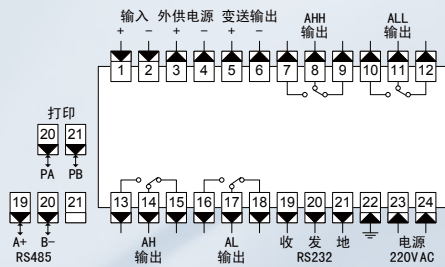 输入 外供电源 变送输出 AHH ALL
+ − + − + − 输出 输出
1 2 3 4 5 6 7 8 9 10 11 12
打印
20 21
PA PB
13 14 15 16 17 18 19 20 21 22 23 24
19 20 21
A+ B− AH AL 收 发 地 电源
RS485 输出 输出 RS232 220VAC